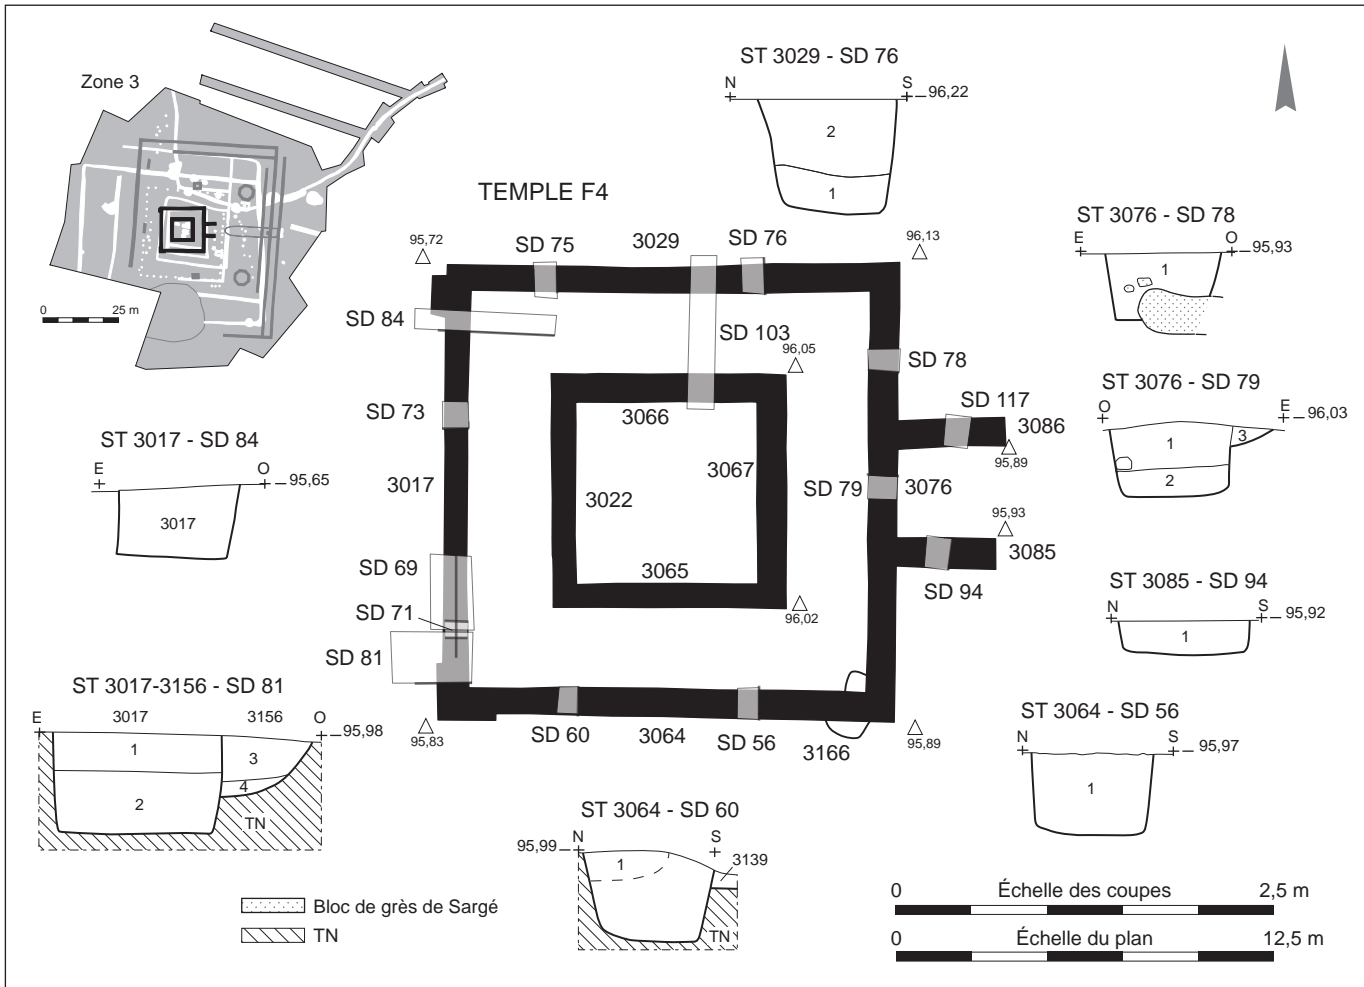 Zone 3
0 25 m
TEMPLE F4
ST 3029 - SD 76
N S 96,22
2
1
ST 3076 - SD 78
E O 95,93
1
ST 3076 - SD 79
O E 96,03
1 3
2
ST 3085 - SD 94
N S 95,92
1
ST 3064 - SD 56
N S 95,97
1
95,72
SD 75
3029
SD 76
96,13
SD 84
SD 103
96,05
SD 78
SD 73
3066
SD 117
3086
95,89
3017
3022
3067
SD 79
3076
95,93
3085
SD 69
3065
SD 94
SD 71
96,02
SD 81
95,83
SD 60
3064
SD 56
3166
95,89
ST 3017 - SD 84
E O 95,65
3017
ST 3017-3156 - SD 81
E 3017 3156 O 95,98
1 3
2 4
TN
ST 3064 - SD 60
N S
95,99
1 3139
TN
Bloc de grès de Sargé
TN
0 Échelle des coupes 2,5 m
0 Échelle du plan 12,5 m